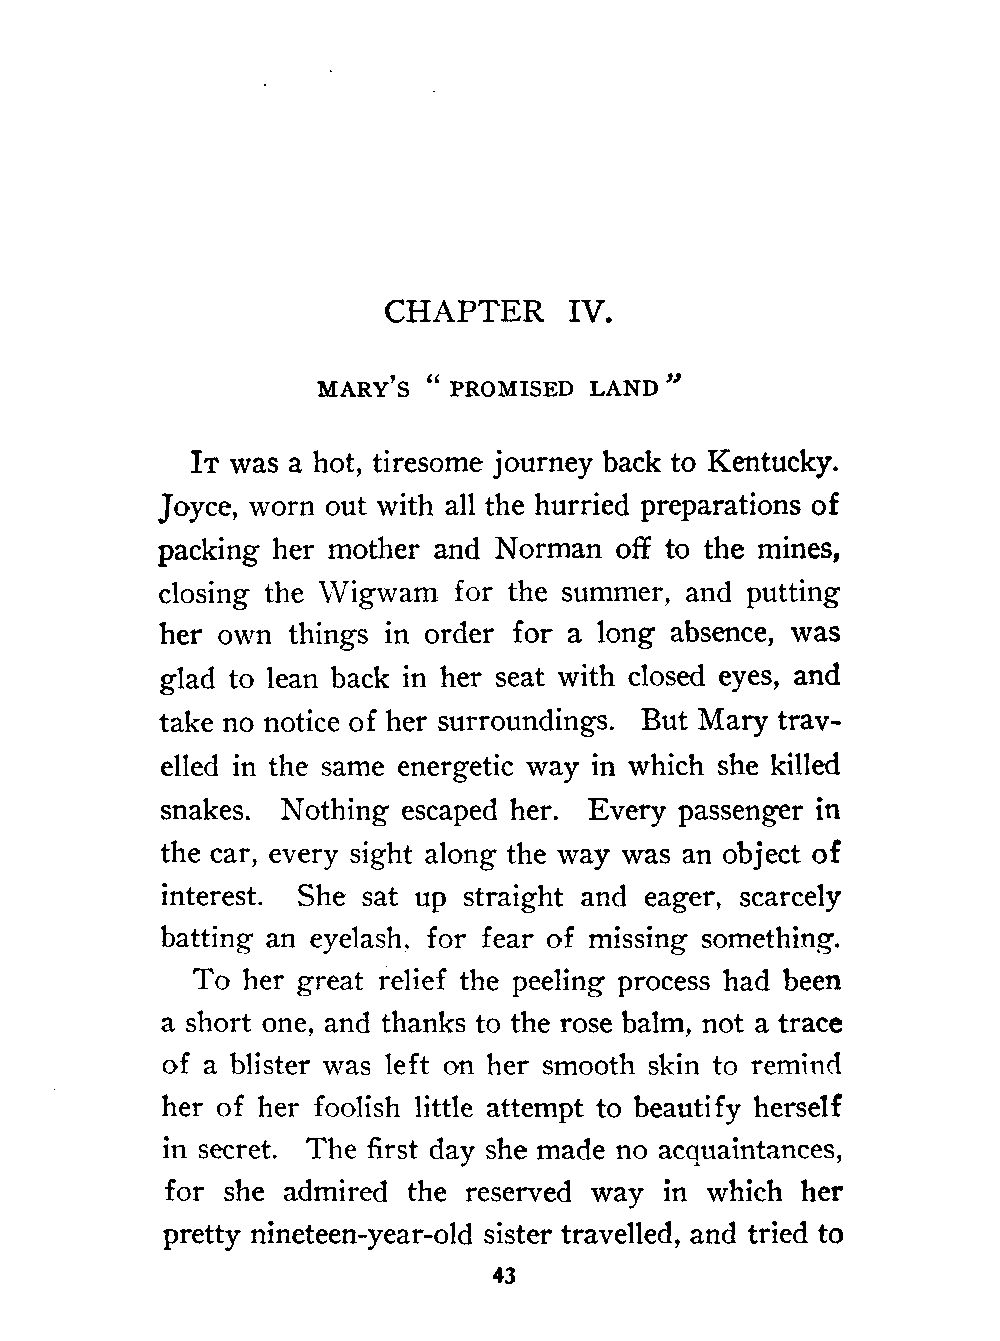 CHAPTER IV.
MARY'S " PROMISED LAND "
IT was a hot, tiresome journey back to Kentucky.
Joyce, worn out with all the hurried preparations of
packing her mother and Norman off to the mines,
closing the Wigwam for the summer, and putting
her own things in order for a long absence, was
glad to lean back in her seat with closed eyes, and
take no notice of her surroundings. But Mary trav-
elled in the same energetic way in which she killed
snakes. Nothing escaped her. Every passenger in
the car, every sight along the way was an object of
interest. She sat up straight and eager, scarcely
batting an eyelash, for fear of missing something.
To her great relief the peeling process had been
a short one, and thanks to the rose balm, not a trace
of a blister was left on her smooth skin to remind
her of her foolish little attempt to beautify herself
in secret. The first day she made no acquaintances,
for she admired the reserved way in which her
pretty nineteen-year-old sister travelled, and tried to
43